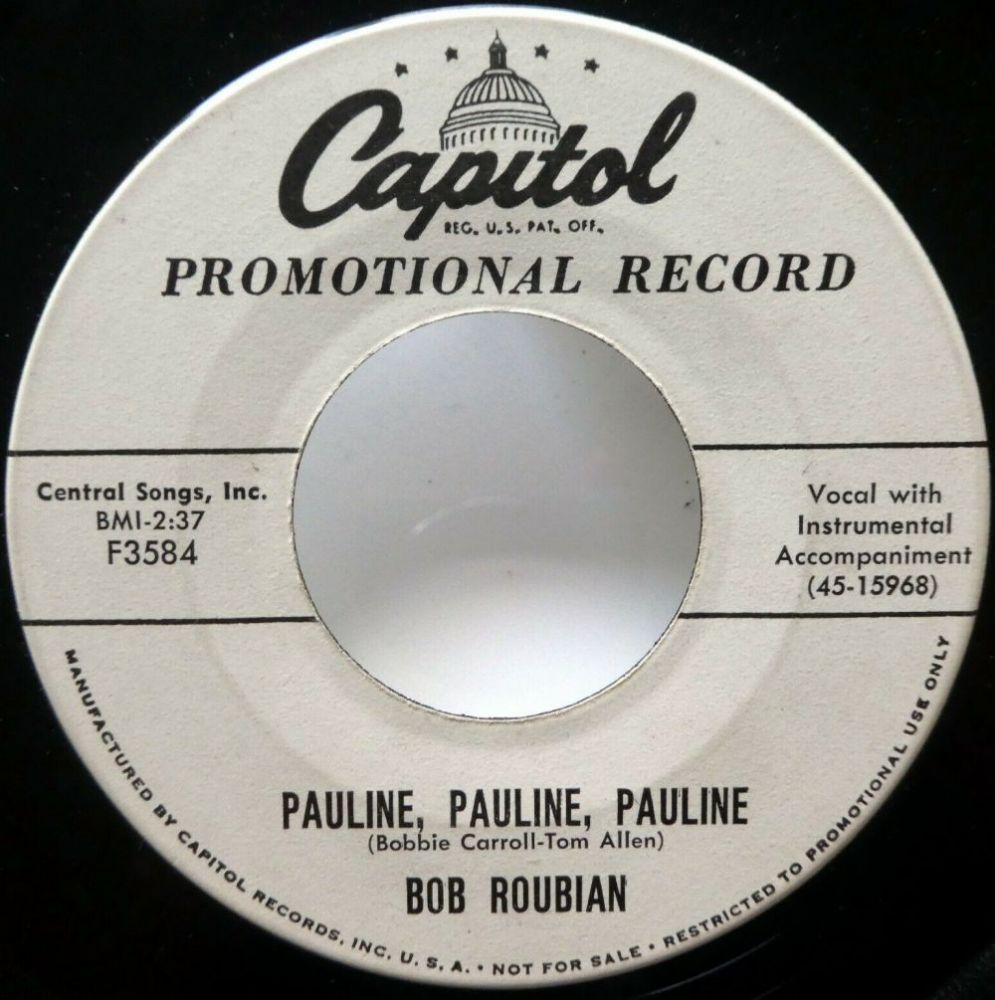 Capitol
REG. U.S. PAT. OFF.
PROMOTIONAL RECORD
Central Songs, Inc.
BMI-2:37
F3584
Vocal with
Instrumental
Accompaniment
(45-15968)
PAULINE, PAULINE, PAULINE
(Bobbie Carroll-Tom Allen)
BOB ROUBIAN
MANUFACTURED BY CAPITOL RECORDS, INC. U. S. A. • NOT FOR SALE • RESTRICTED TO PROMOTIONAL USE ONLY